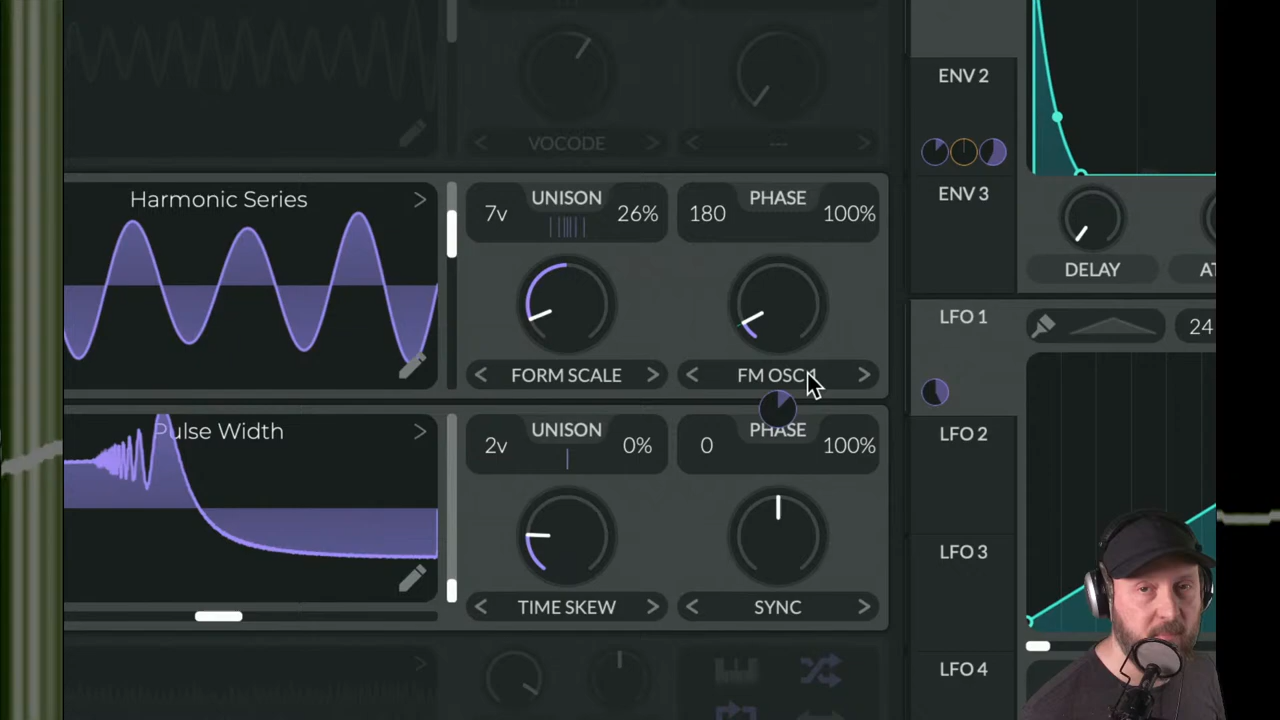 VOCODE
---
Harmonic Series >
UNISON
7v 26%
PHASE
180 100%
< FORM SCALE >
< FM OSC 1 >
Pulse Width >
UNISON
2v 0%
PHASE
0 100%
< TIME SKEW >
< SYNC >
ENV 2
ENV 3
DELAY
AT
LFO 1
24
LFO 2
LFO 3
LFO 4